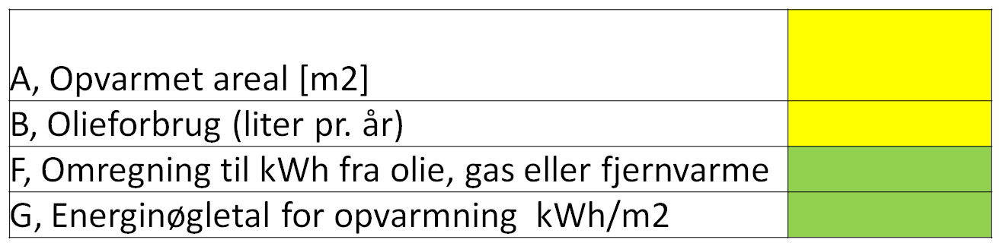 A, Opvarmet areal [m2]
B, Olieforbrug (liter pr. år)
F, Omregning til kWh fra olie, gas eller fjernvarme
G, Energinøgletal for opvarmning  kWh/m2